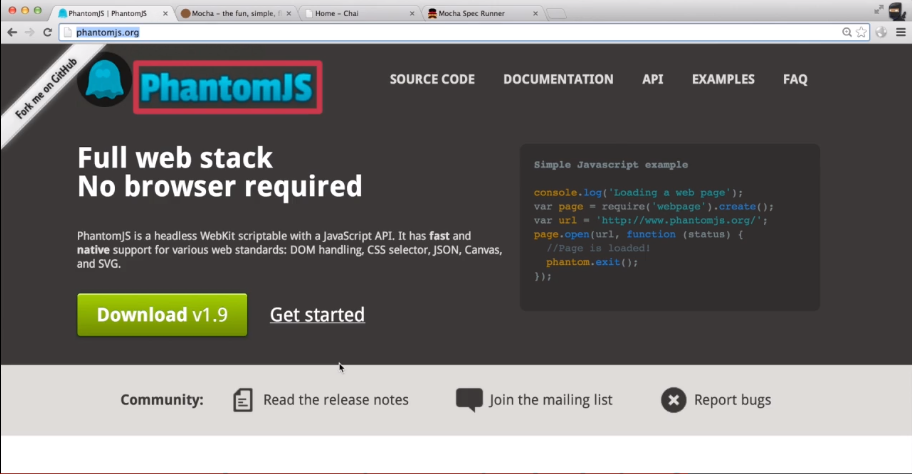 PhantomJS | PhantomJS
Mocha – the fun, simple, f
Home – Chai
Mocha Spec Runner
phantomjs.org
Fork me on GitHub
PhantomJS
SOURCE CODE DOCUMENTATION API EXAMPLES FAQ
Full web stack
No browser required
PhantomJS is a headless WebKit scriptable with a JavaScript API. It has fast and
native support for various web standards: DOM handling, CSS selector, JSON, Canvas,
and SVG.
Download v1.9
Get started
Simple Javascript example
console.log('Loading a web page');
var page = require('webpage').create();
var url = 'http://www.phantomjs.org/';
page.open(url, function (status) {
//Page is loaded!
phantom.exit();
});
Community:
Read the release notes
Join the mailing list
Report bugs